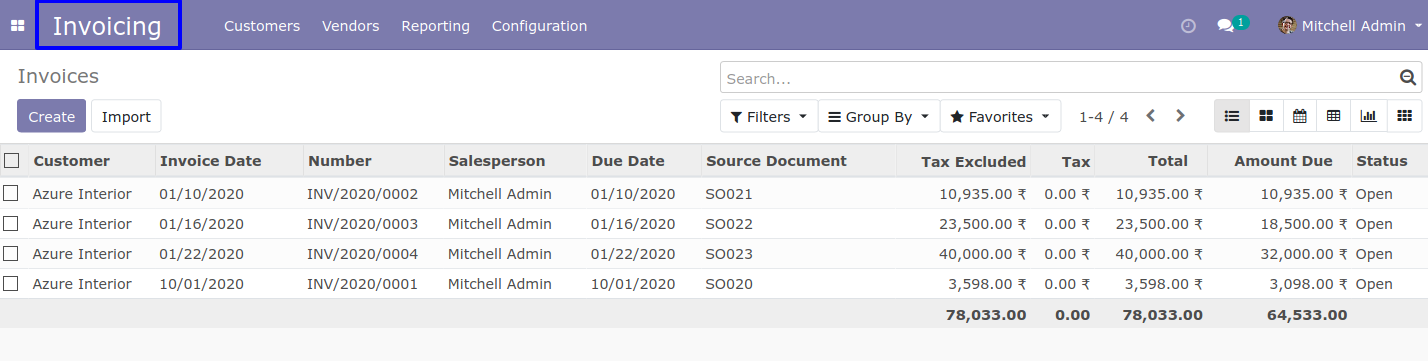 Invoicing Customers Vendors Reporting Configuration 1 Mitchell Admin
Invoices Search...
Create Import Filters Group By Favorites 1-4 / 4
Customer Invoice Date Number Salesperson Due Date Source Document Tax Excluded Tax Total Amount Due Status
Azure Interior 01/10/2020 INV/2020/0002 Mitchell Admin 01/10/2020 SO021 10,935.00 ₹ 0.00 ₹ 10,935.00 ₹ 10,935.00 ₹ Open
Azure Interior 01/16/2020 INV/2020/0003 Mitchell Admin 01/16/2020 SO022 23,500.00 ₹ 0.00 ₹ 23,500.00 ₹ 18,500.00 ₹ Open
Azure Interior 01/22/2020 INV/2020/0004 Mitchell Admin 01/22/2020 SO023 40,000.00 ₹ 0.00 ₹ 40,000.00 ₹ 32,000.00 ₹ Open
Azure Interior 10/01/2020 INV/2020/0001 Mitchell Admin 10/01/2020 SO020 3,598.00 ₹ 0.00 ₹ 3,598.00 ₹ 3,098.00 ₹ Open
78,033.00 0.00 78,033.00 64,533.00